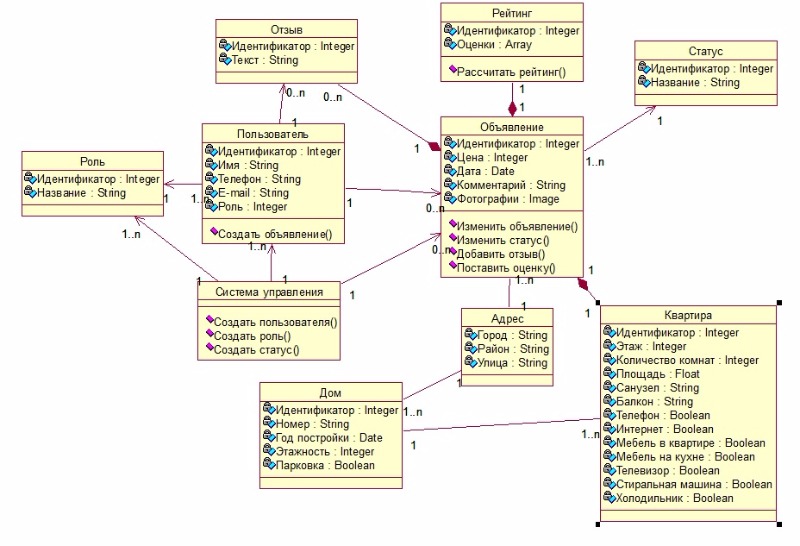 Отзыв
Идентификатор : Integer
Текст : String
Рейтинг
Идентификатор : Integer
Оценки : Array
Рассчитать рейтинг()
Статус
Идентификатор : Integer
Название : String
0..n
0..n
1
1
1
1
1
1..n
Роль
Идентификатор : Integer
Название : String
Пользователь
Идентификатор : Integer
Имя : String
Телефон : String
E-mail : String
Роль : Integer
Создать объявление()
Объявление
Идентификатор : Integer
Цена : Integer
Дата : Date
Комментарий : String
Фотографии : Image
Изменить объявление()
Изменить статус()
Добавить отзыв()
Поставить оценку()
1
1..n
1
0..n
1..n
1..n
0..n
1
1
1
1..n
1
1
1
Система управления
Создать пользователя()
Создать роль()
Создать статус()
Адрес
Город : String
Район : String
Улица : String
1
1..n
Дом
Идентификатор : Integer
Номер : String
Год постройки : Date
Этажность : Integer
Парковка : Boolean
1
1..n
Квартира
Идентификатор : Integer
Этаж : Integer
Количество комнат : Integer
Площадь : Float
Санузел : String
Балкон : String
Телефон : Boolean
Интернет : Boolean
Мебель в квартире : Boolean
Мебель на кухне : Boolean
Телевизор : Boolean
Стиральная машина : Boolean
Холодильник : Boolean